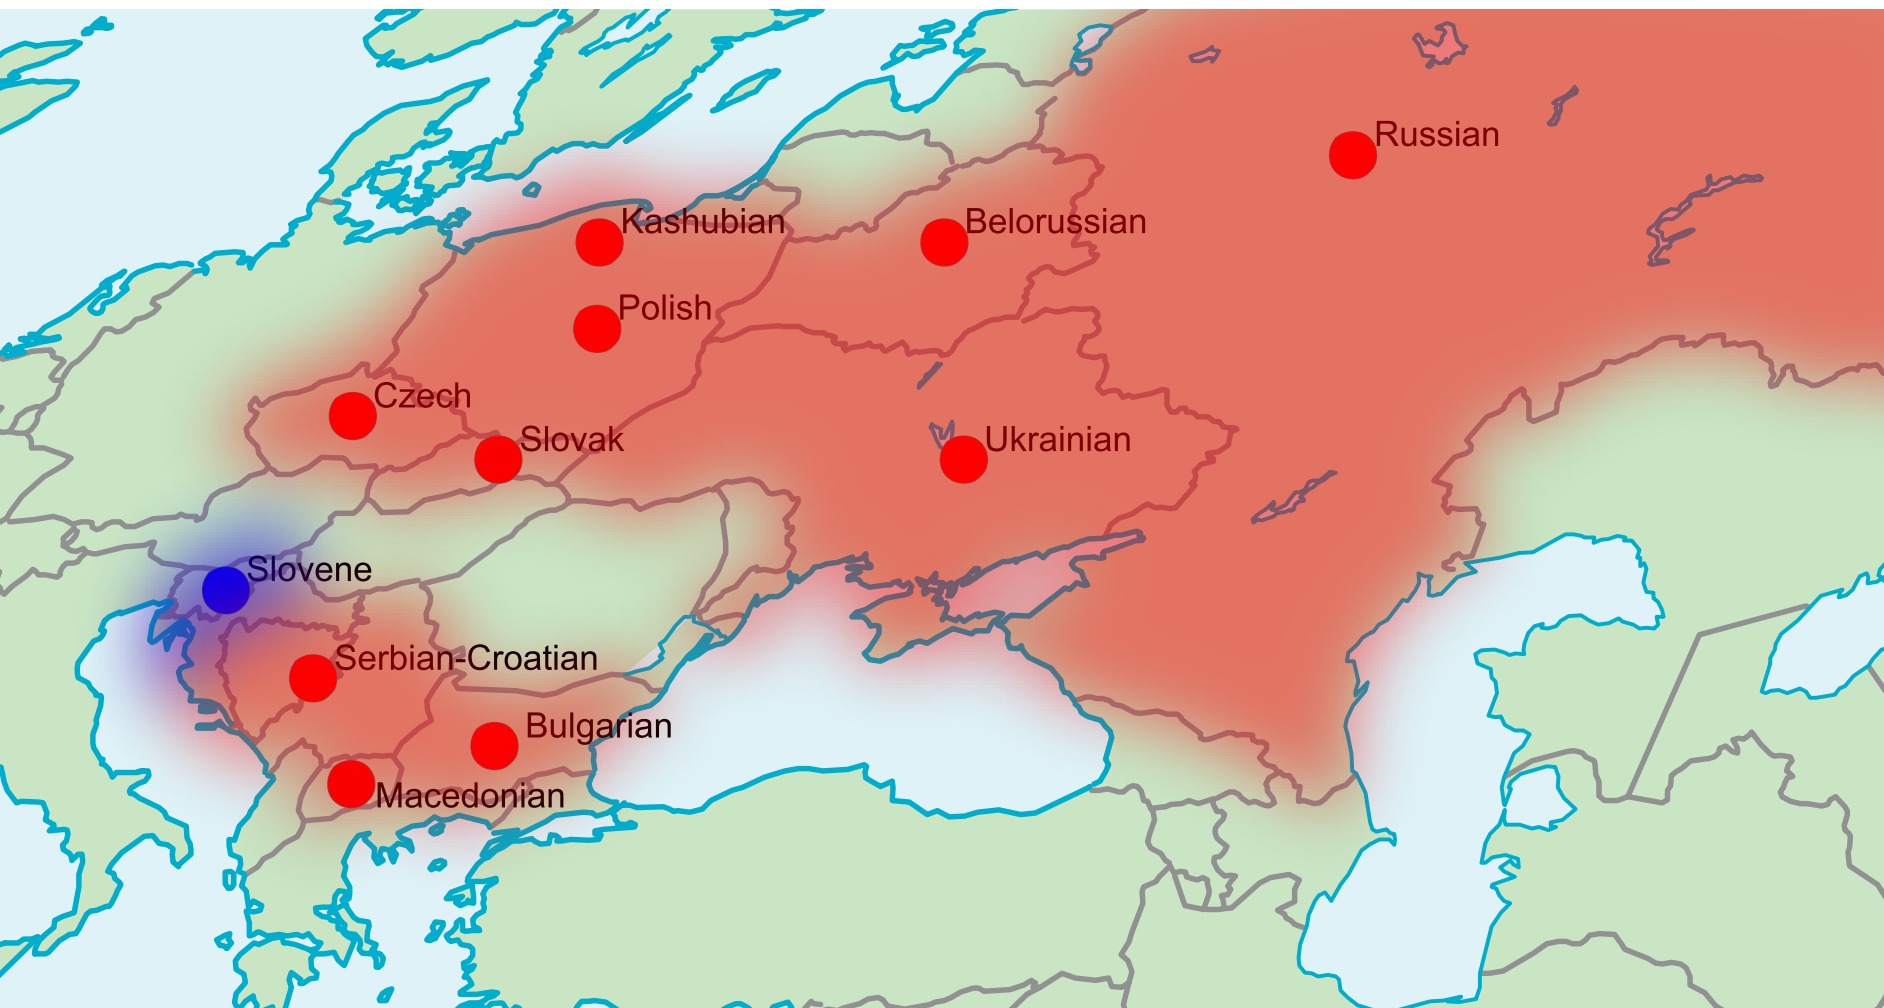 Russian
Kashubian
Belorussian
Polish
Czech
Slovak
Ukrainian
Slovene
Serbian-Croatian
Bulgarian
Macedonian